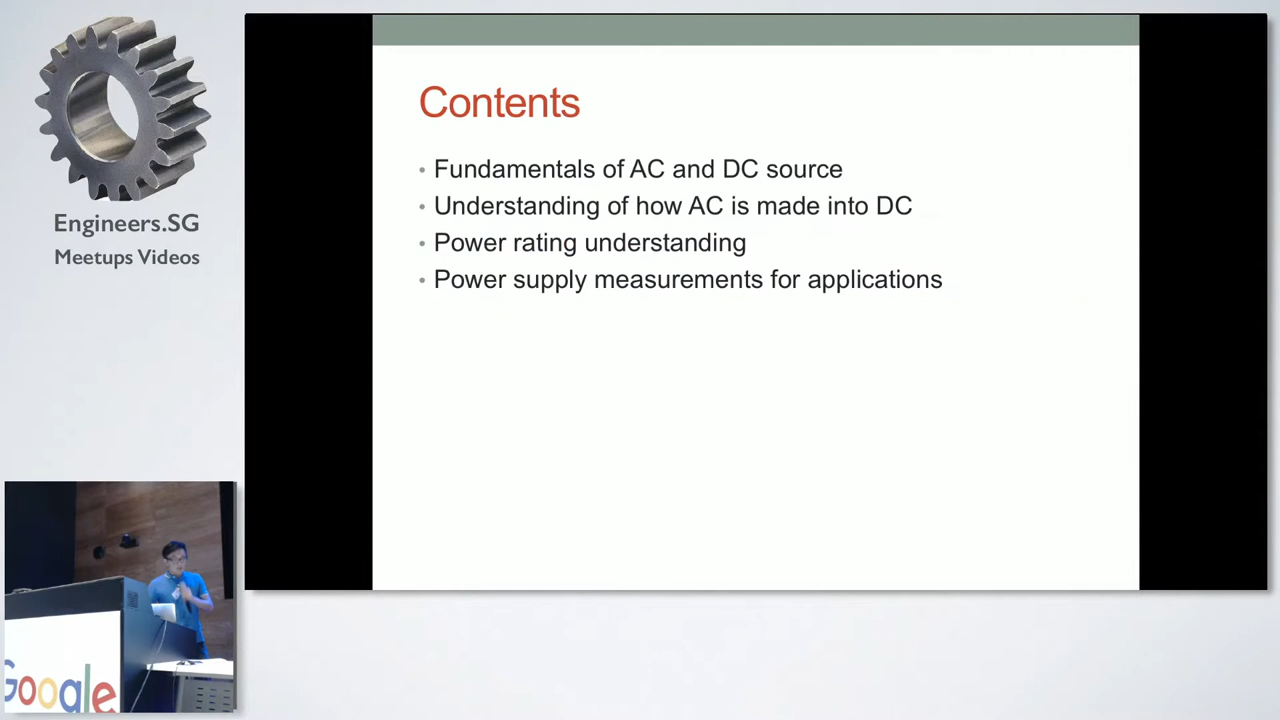 Engineers.SG
Meetups Videos
Contents
• Fundamentals of AC and DC source
• Understanding of how AC is made into DC
• Power rating understanding
• Power supply measurements for applications
Google